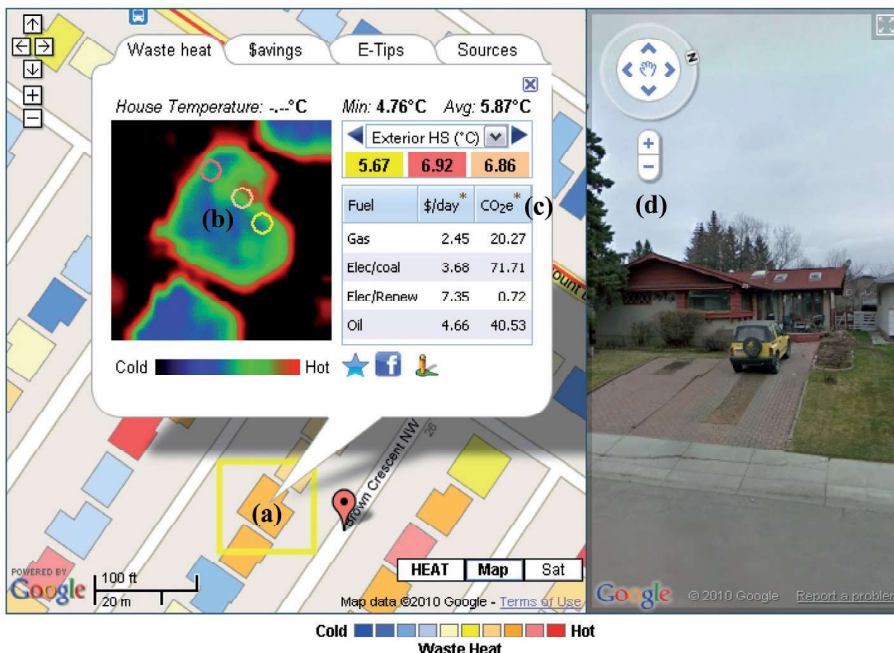 Waste heat $avings E-Tips Sources
House Temperature: -.--°C Min: 4.76°C Avg: 5.87°C
Exterior HS (°C)
5.67 6.92 6.86
Fuel $/day* CO2e*
Gas 2.45 20.27
Elec/coal 3.68 71.71
Elec/Renew 7.35 0.72
Oil 4.66 40.53
(b)
(c)
Cold Hot
f
26
Brown Crescent NW
(a)
HEAT Map Sat
POWERED BY
Google
100 ft
20 m
Map data ©2010 Google - Terms of Use
N
(d)
Google © 2010 Google Report a problem
Cold Hot
Waste Heat